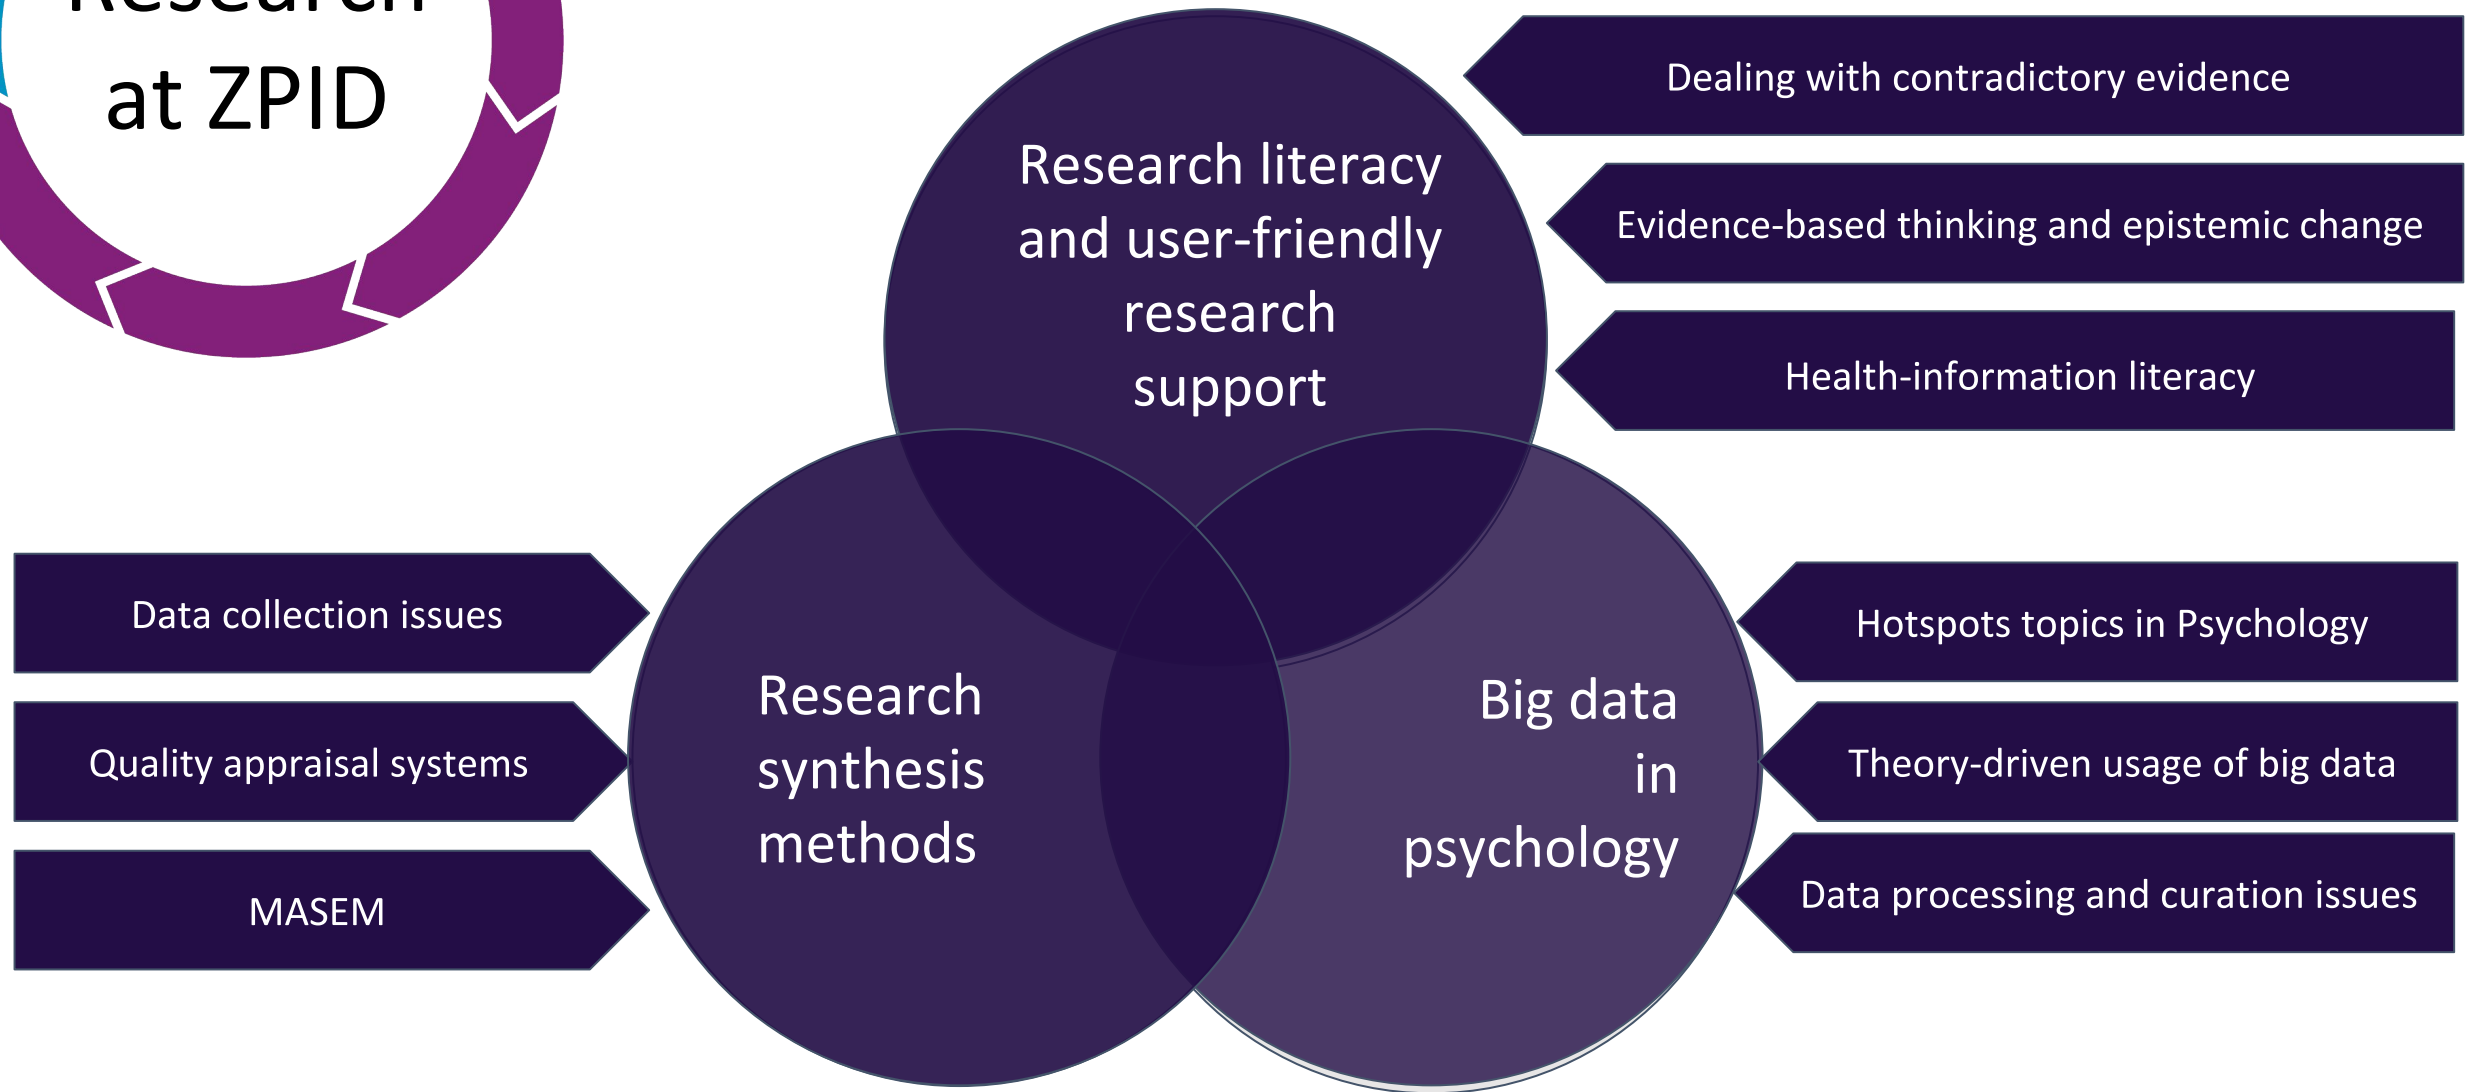 Research
at ZPID
Research literacy
and user-friendly
research
support
Dealing with contradictory evidence
Evidence-based thinking and epistemic change
Health-information literacy
Data collection issues
Quality appraisal systems
MASEM
Research
synthesis
methods
Big data
in
psychology
Hotspots topics in Psychology
Theory-driven usage of big data
Data processing and curation issues